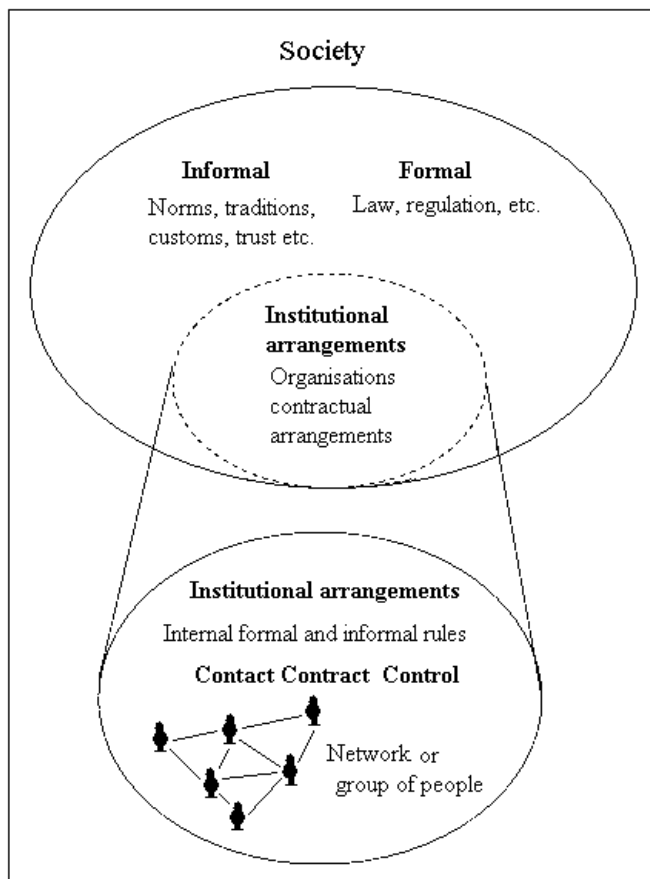 Society
Informal
Formal
Norms, traditions,
customs, trust etc.
Law, regulation, etc.
Institutional
arrangements
Organisations
contractual
arrangements
Institutional arrangements
Internal formal and informal rules
Contact Contract Control
Network or
group of people